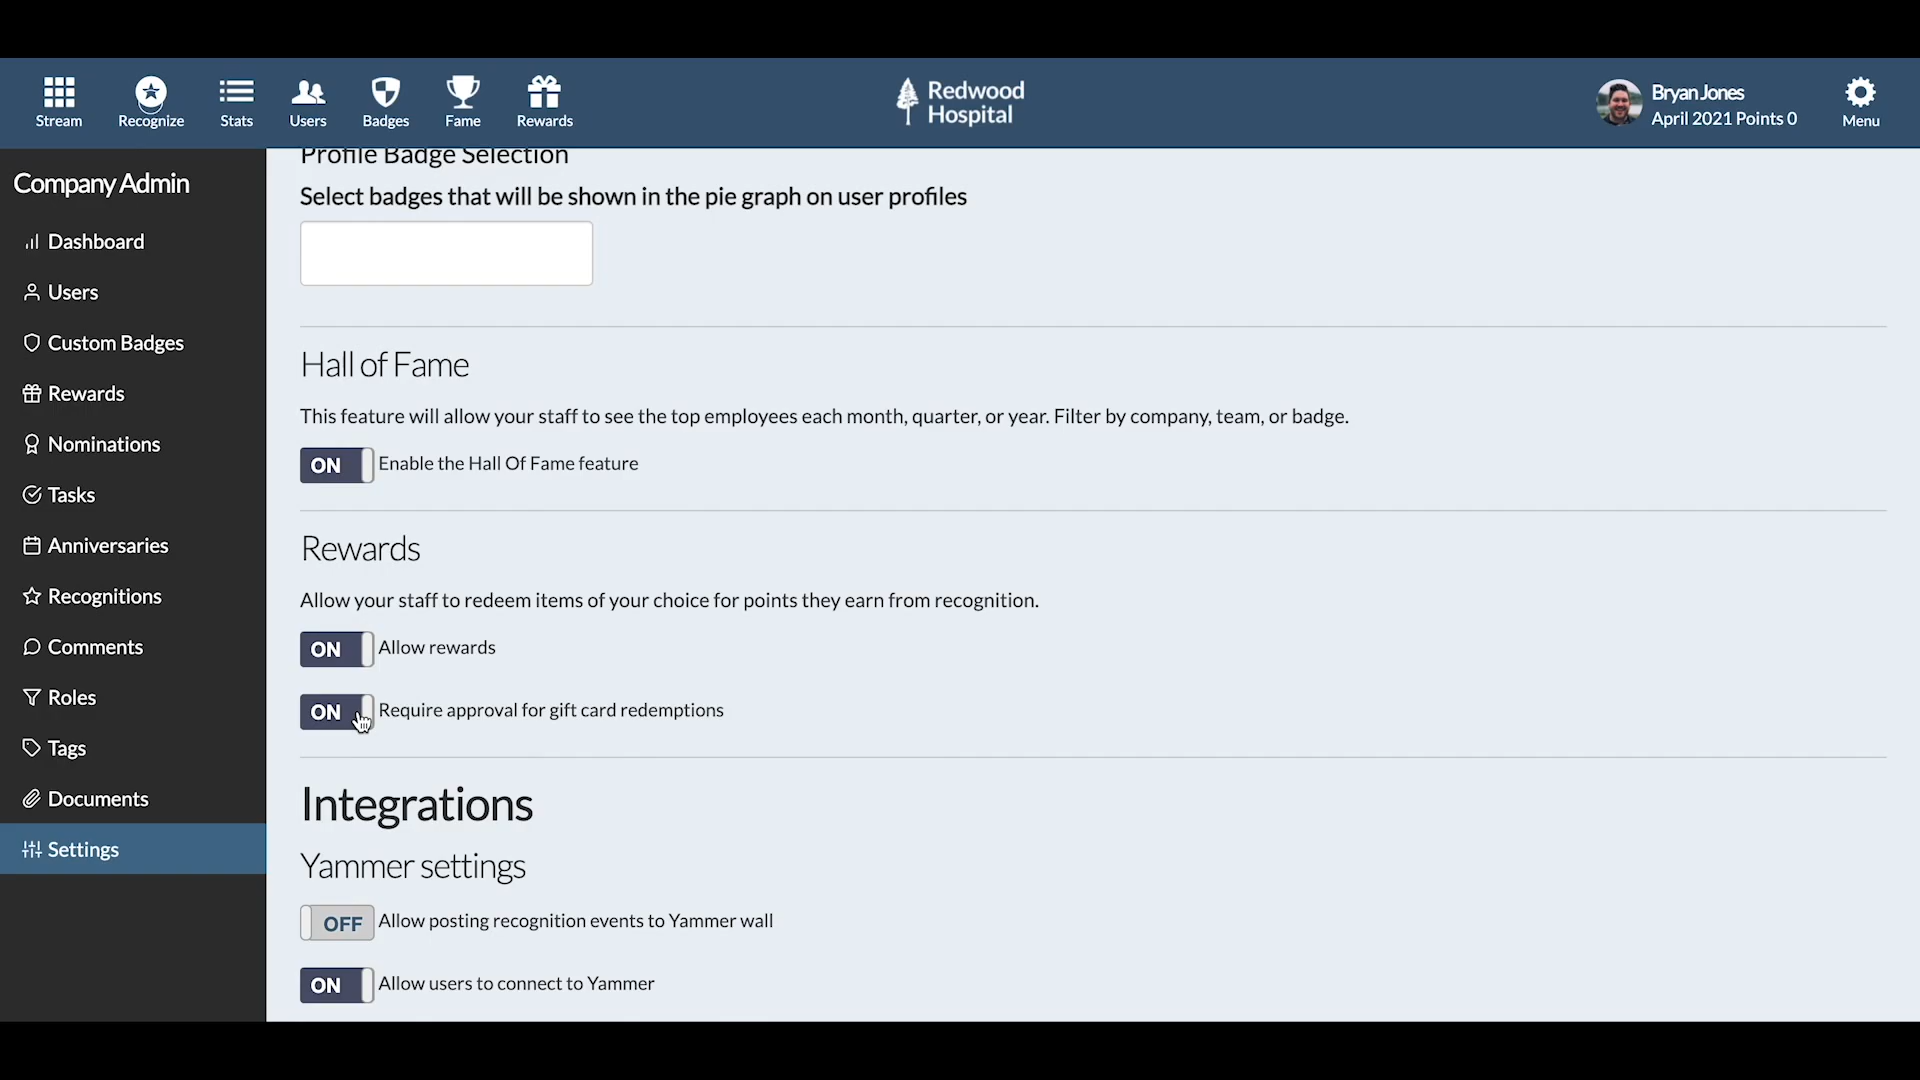 Stream
Recognize
Stats
Users
Badges
Fame
Rewards
Redwood
Hospital
Bryan Jones
April 2021 Points 0
Menu
Company Admin
Dashboard
Users
Custom Badges
Rewards
Nominations
Tasks
Anniversaries
Recognitions
Comments
Roles
Tags
Documents
Settings
Profile Badge Selection
Select badges that will be shown in the pie graph on user profiles
Hall of Fame
This feature will allow your staff to see the top employees each month, quarter, or year. Filter by company, team, or badge.
ON Enable the Hall Of Fame feature
Rewards
Allow your staff to redeem items of your choice for points they earn from recognition.
ON Allow rewards
ON Require approval for gift card redemptions
Integrations
Yammer settings
OFF Allow posting recognition events to Yammer wall
ON Allow users to connect to Yammer